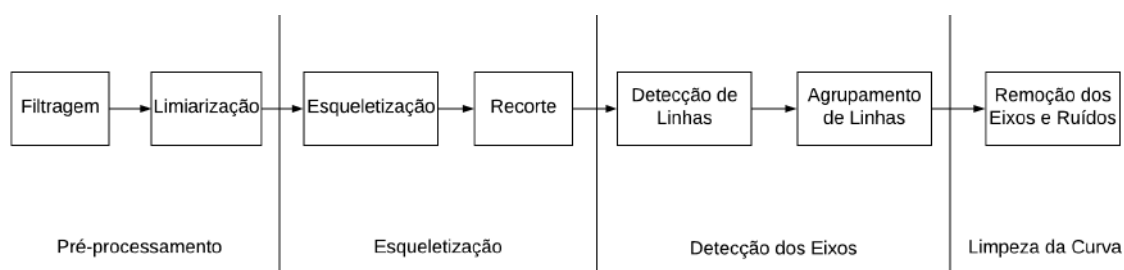 Filtragem
Limiarização
Esqueletização
Recorte
Detecção de
Linhas
Agrupamento
de Linhas
Remoção dos
Eixos e Ruídos
Pré-processamento
Esqueletização
Detecção dos Eixos
Limpeza da Curva